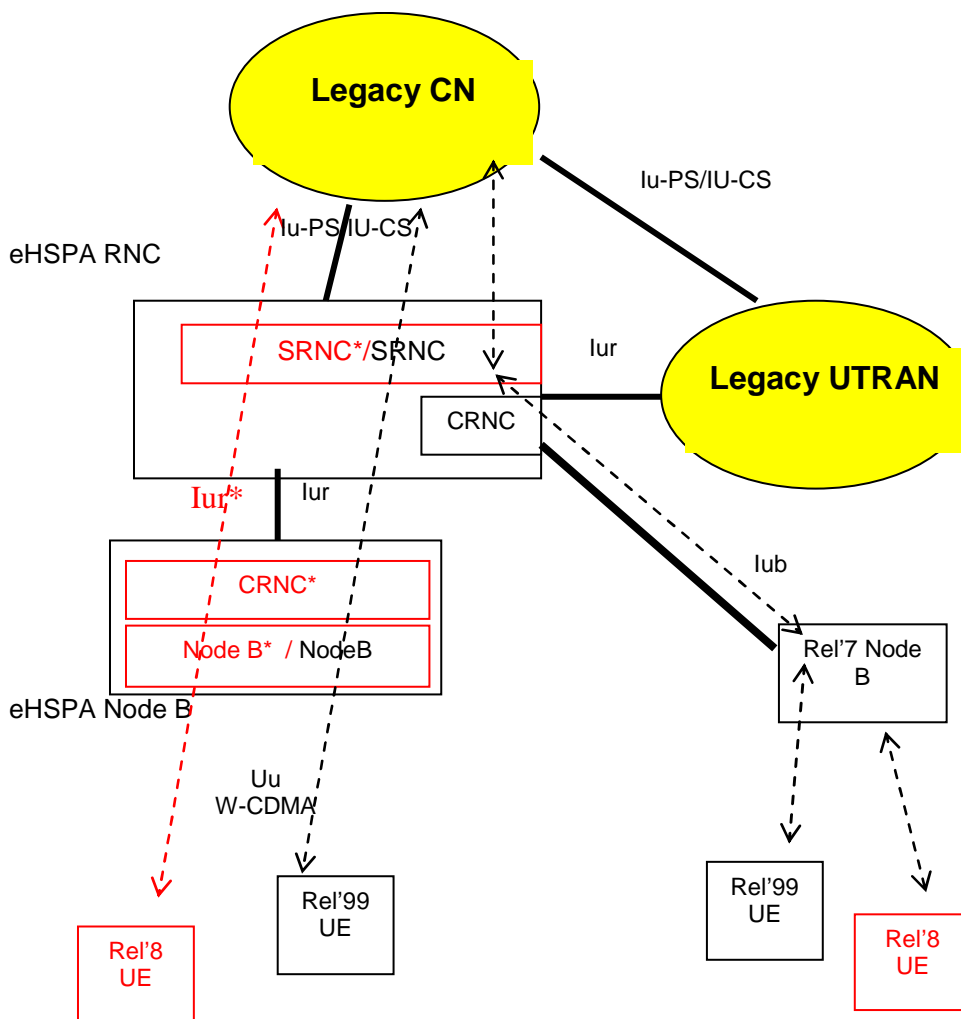 Legacy CN
Iu-PS/IU-CS
Iu-PS/IU-CS
eHSPA RNC
SRNC*/SRNC
Iur
Legacy UTRAN
CRNC
Iur*
Iur
CRNC*
Iub
Node B* / NodeB
Rel'7 Node
B
eHSPA Node B
Uu
W-CDMA
Rel'99
UE
Rel'99
UE
Rel'8
UE
Rel'8
UE